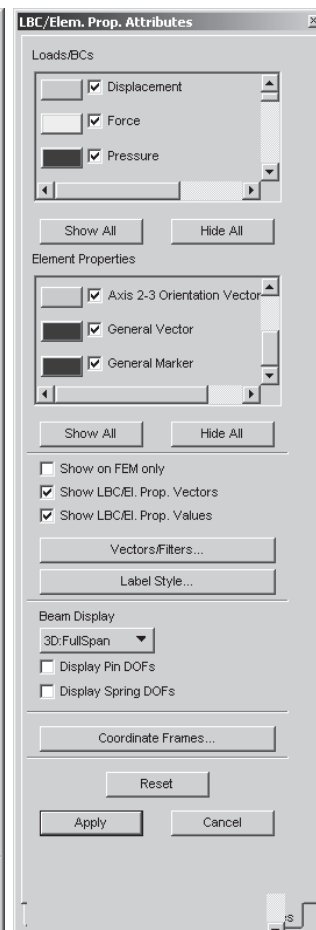 LBC/Elem. Prop. Attributes
Loads/BCs
Displacement
Force
Pressure
Show All Hide All
Element Properties
Axis 2-3 Orientation Vector
General Vector
General Marker
Show All Hide All
Show on FEM only
Show LBC/El. Prop. Vectors
Show LBC/El. Prop. Values
Vectors/Filters...
Label Style...
Beam Display
3D:FullSpan
Display Pin DOFs
Display Spring DOFs
Coordinate Frames...
Reset
Apply Cancel